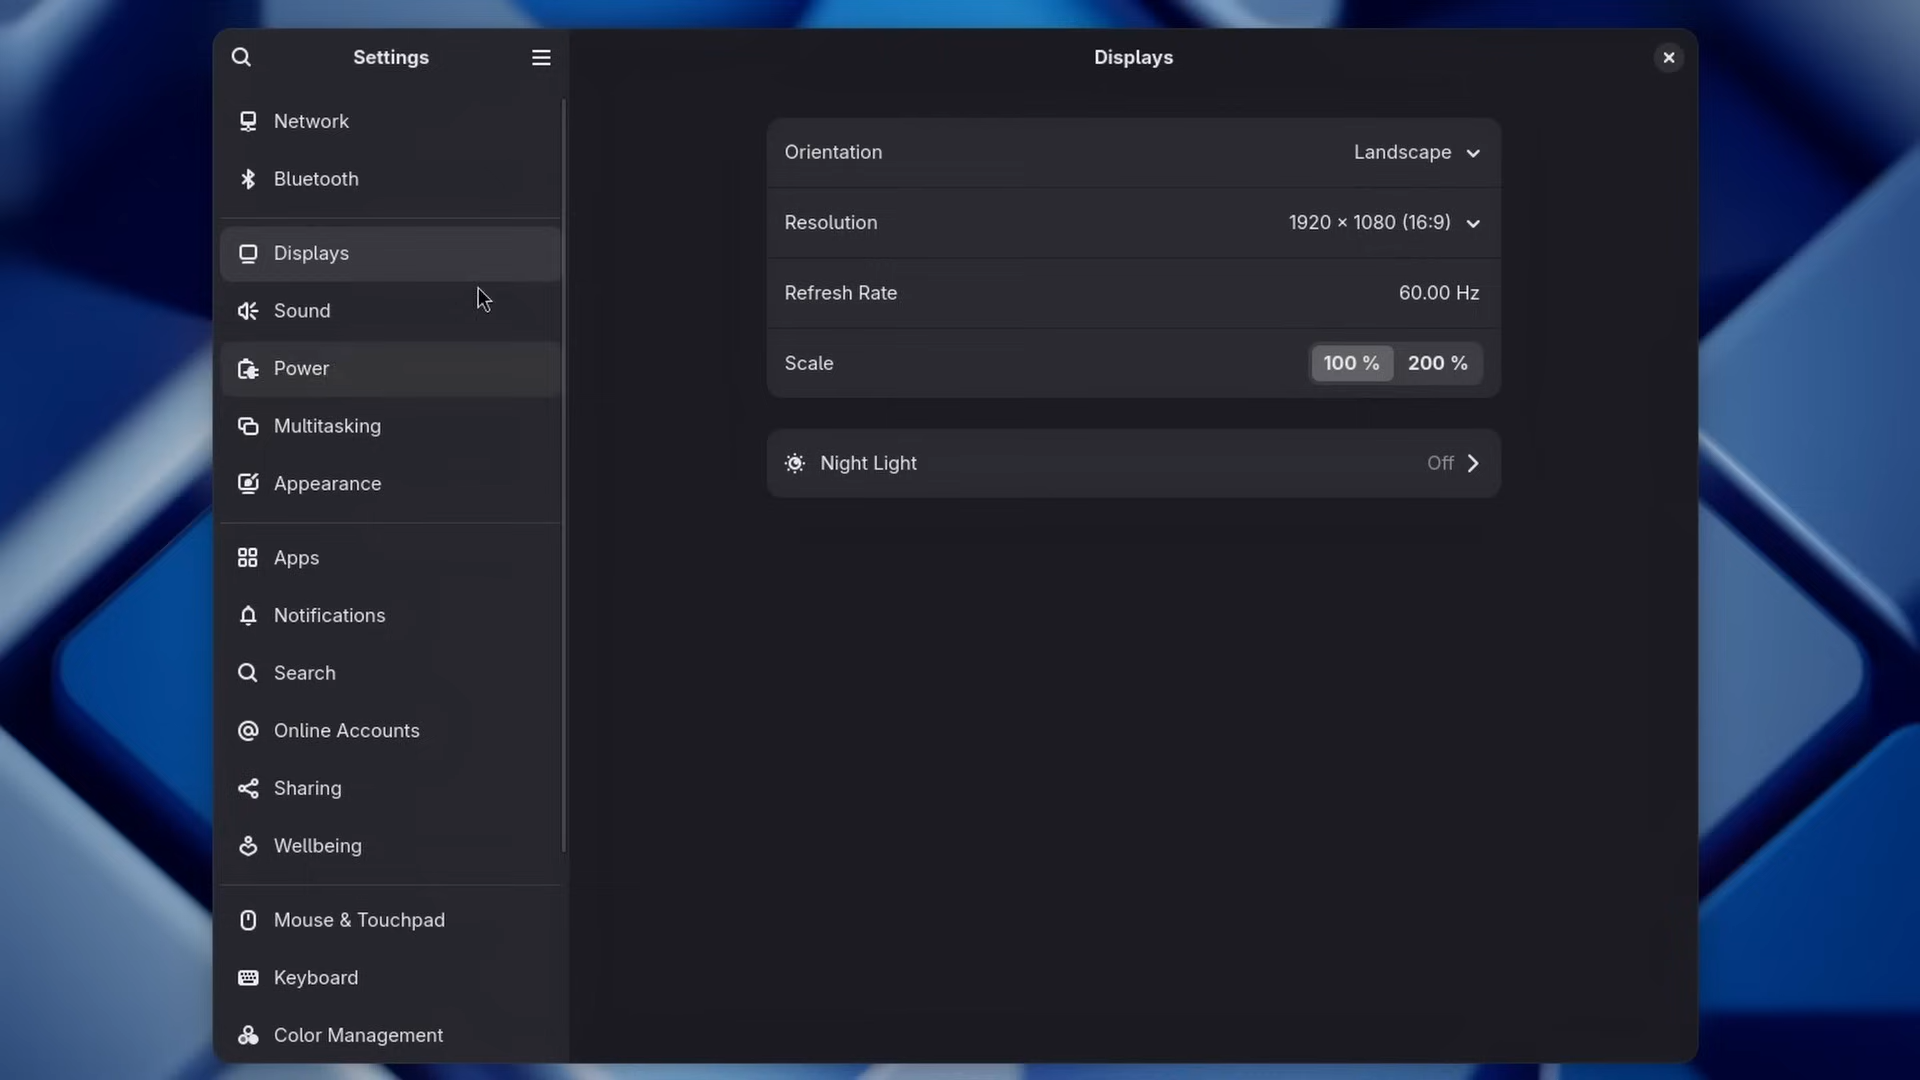 Settings
Network
Bluetooth
Displays
Sound
Power
Multitasking
Appearance
Apps
Notifications
Search
Online Accounts
Sharing
Wellbeing
Mouse & Touchpad
Keyboard
Color Management
Displays
Orientation Landscape
Resolution 1920 × 1080 (16:9)
Refresh Rate 60.00 Hz
Scale 100 % 200 %
Night Light Off